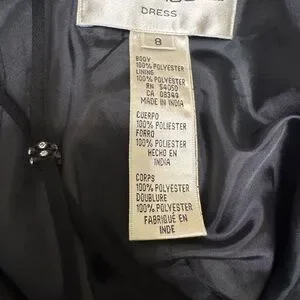 DRESS
8
BODY
100% POLYESTER
LINING
100% POLYESTER
RN 54050
CA 08344
MADE IN INDIA
CUERPO
100% POLIESTER
FORRO
100% POLIESTER
HECHO EN
INDIA
CORPS
100% POLYESTER
DOUBLURE
100% POLYESTER
FABRIQUÉ EN
INDE